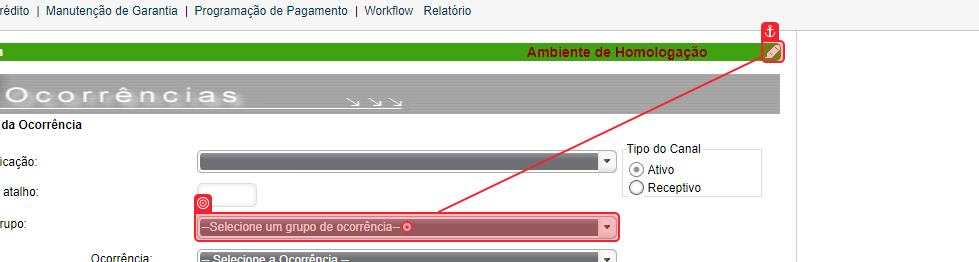 rédito | Manutenção de Garantia | Programação de Pagamento | Workflow Relatório
a Ambiente de Homologação
Ocorrências
da Ocorrência
icação:
Tipo do Canal
Ativo
atalho:
Receptivo
rupo: --Selecione um grupo de ocorrência--
Ocorrência: -- Selecione a Ocorrência --